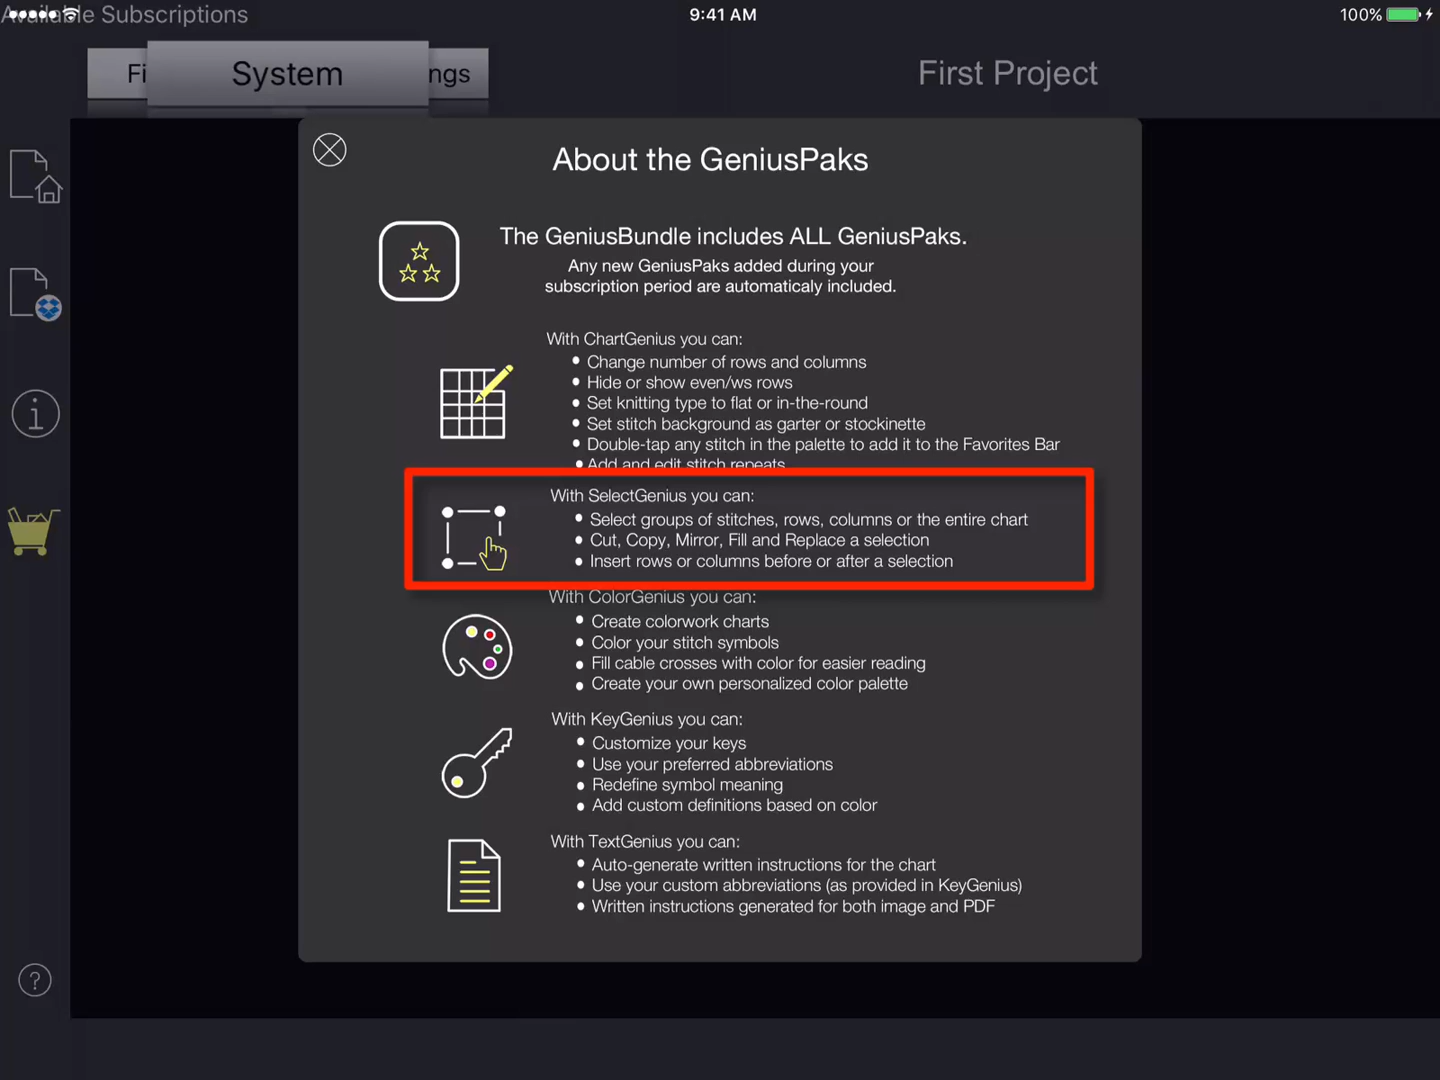 Available Subscriptions
9:41 AM
100%
Fi
System
ngs
First Project
About the GeniusPaks
The GeniusBundle includes ALL GeniusPaks.
Any new GeniusPaks added during your
subscription period are automaticaly included.
With ChartGenius you can:
• Change number of rows and columns
• Hide or show even/ws rows
• Set knitting type to flat or in-the-round
• Set stitch background as garter or stockinette
• Double-tap any stitch in the palette to add it to the Favorites Bar
• Add and edit stitch repeats
With SelectGenius you can:
• Select groups of stitches, rows, columns or the entire chart
• Cut, Copy, Mirror, Fill and Replace a selection
• Insert rows or columns before or after a selection
With ColorGenius you can:
• Create colorwork charts
• Color your stitch symbols
• Fill cable crosses with color for easier reading
• Create your own personalized color palette
With KeyGenius you can:
• Customize your keys
• Use your preferred abbreviations
• Redefine symbol meaning
• Add custom definitions based on color
With TextGenius you can:
• Auto-generate written instructions for the chart
• Use your custom abbreviations (as provided in KeyGenius)
• Written instructions generated for both image and PDF
?